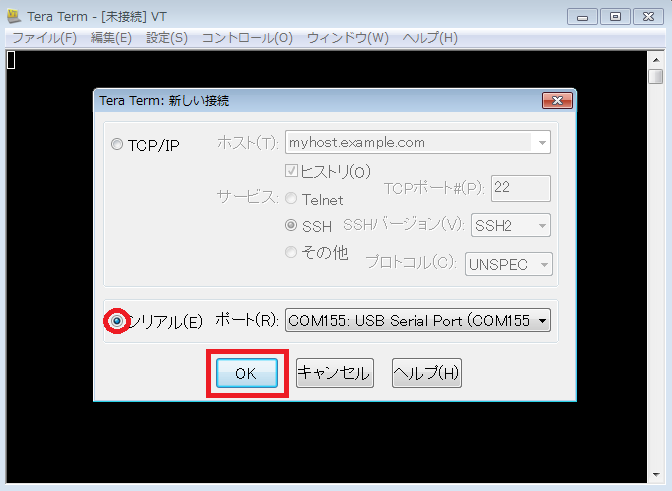 Tera Term - [未接続] VT
ファイル(F) 編集(E) 設定(S) コントロール(O) ウィンドウ(W) ヘルプ(H)
Tera Term: 新しい接続
TCP/IP
ホスト(T): myhost.example.com
ヒストリ(O)
サービス: Telnet
TCPポート#(P): 22
SSH
SSHバージョン(V): SSH2
その他
プロトコル(C): UNSPEC
シリアル(E) ポート(R): COM155: USB Serial Port (COM155
OK キャンセル ヘルプ(H)